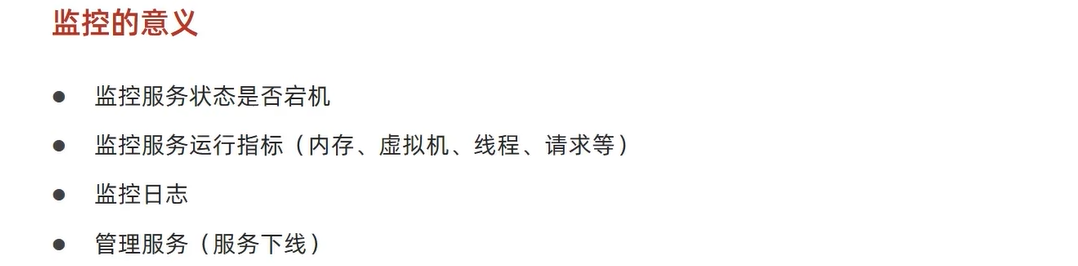 监控的意义
● 监控服务状态是否宕机
● 监控服务运行指标（内存、虚拟机、线程、请求等）
● 监控日志
● 管理服务（服务下线）